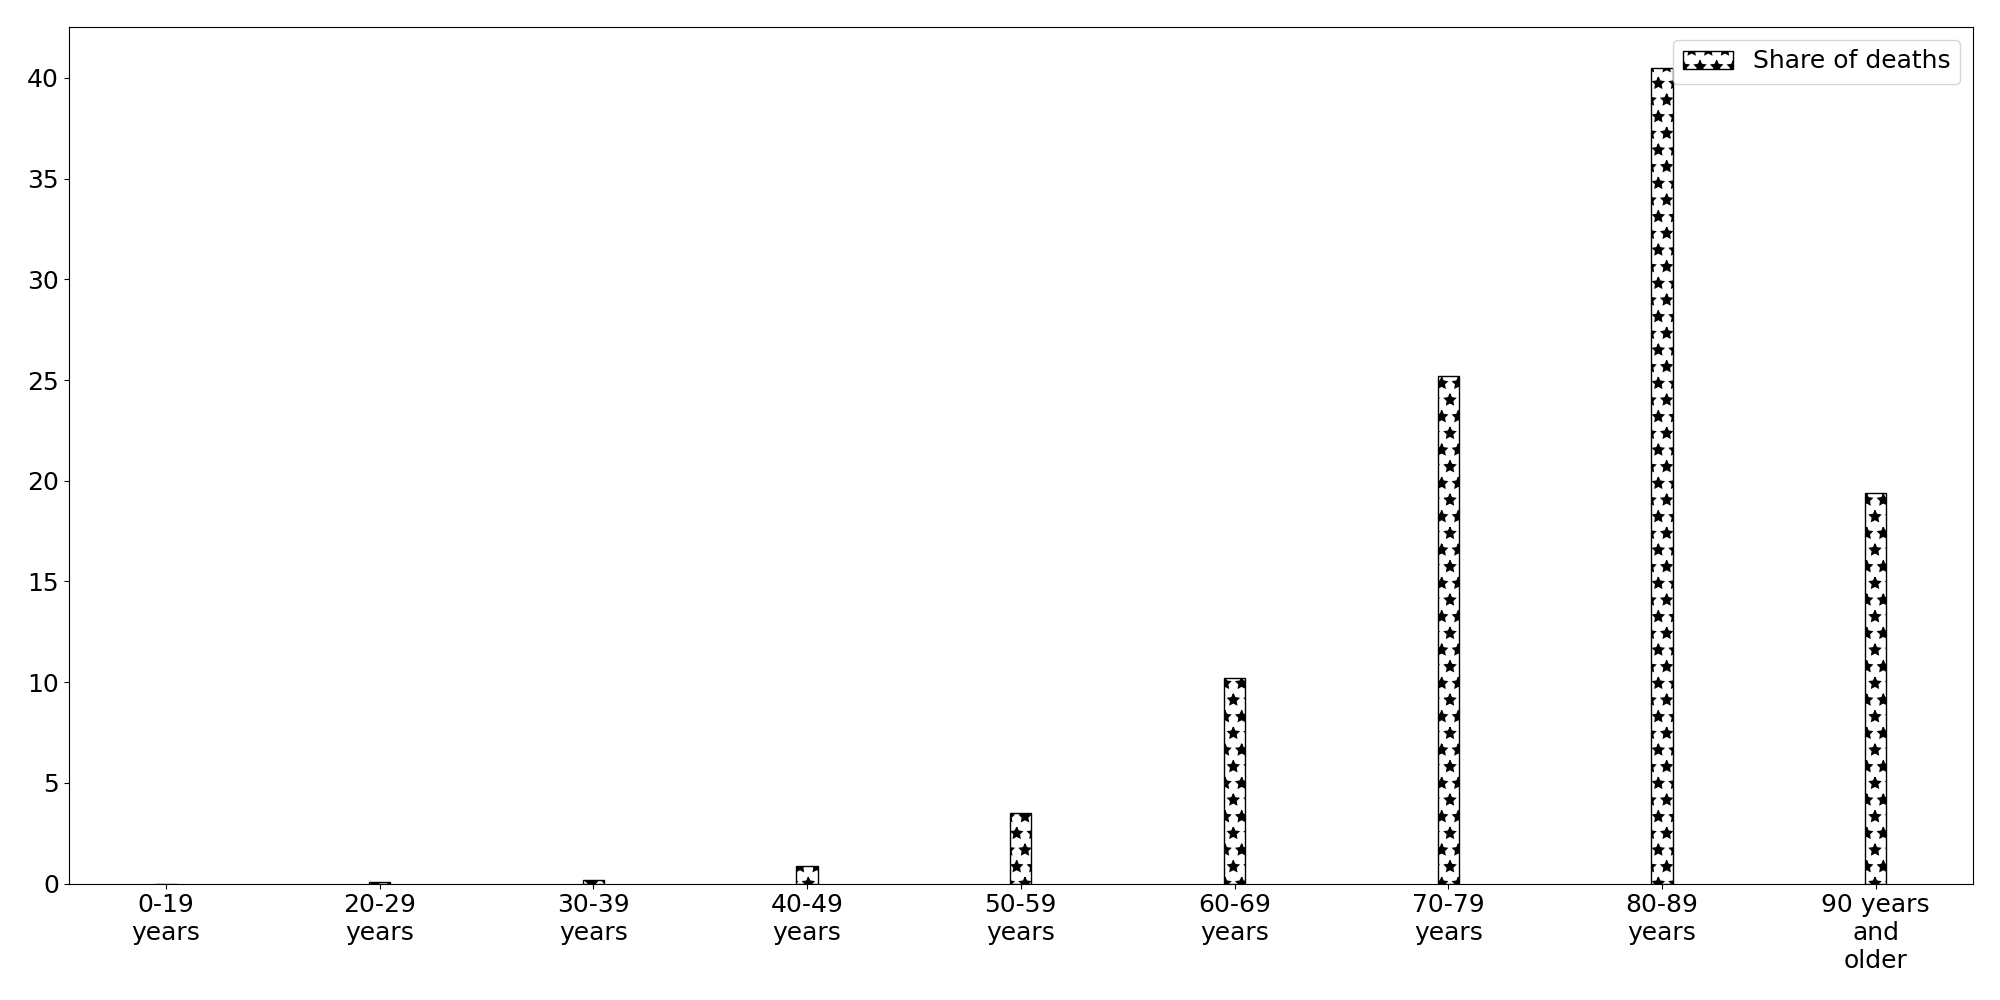 Share of deaths
40
35
30
25
20
15
10
5
0
0-19
years
20-29
years
30-39
years
40-49
years
50-59
years
60-69
years
70-79
years
80-89
years
90 years
and
older